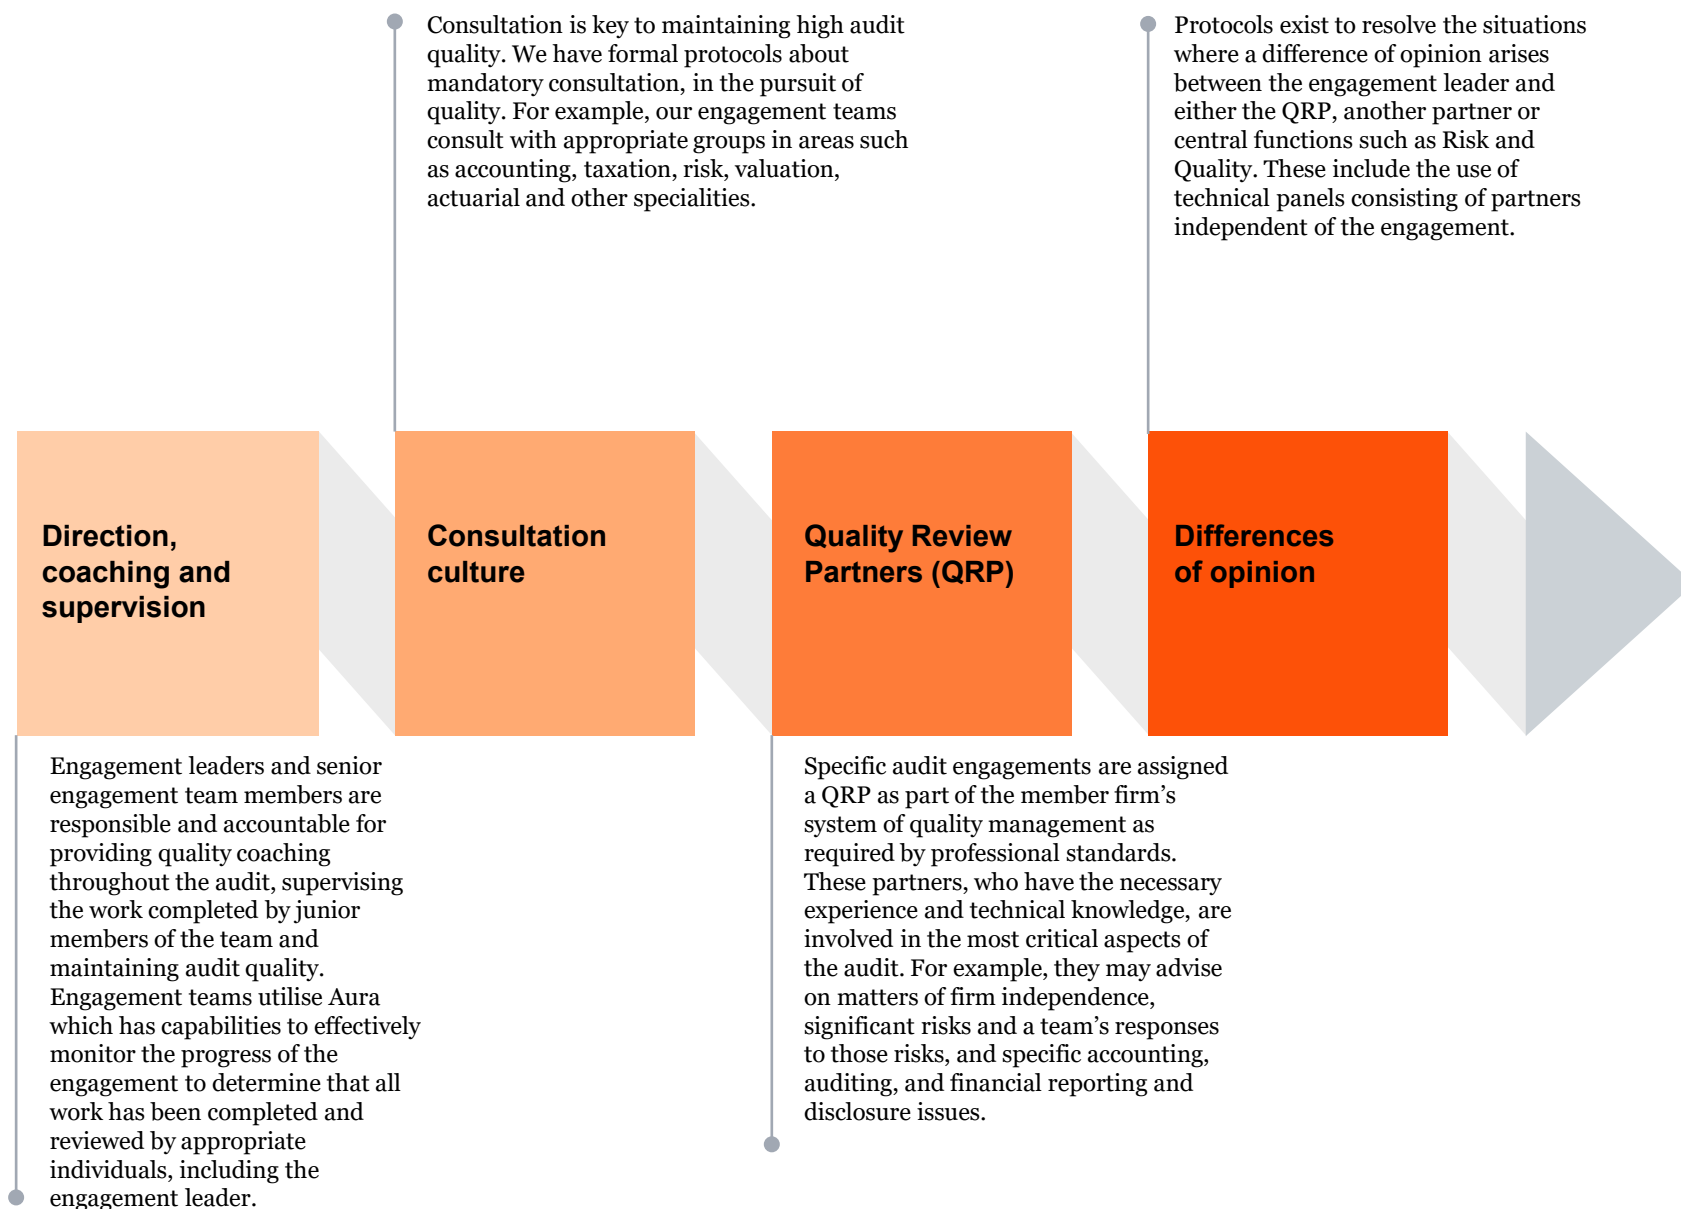 Consultation is key to maintaining high audit
quality. We have formal protocols about
mandatory consultation, in the pursuit of
quality. For example, our engagement teams
consult with appropriate groups in areas such
as accounting, taxation, risk, valuation,
actuarial and other specialities.
Protocols exist to resolve the situations
where a difference of opinion arises
between the engagement leader and
either the QRP, another partner or
central functions such as Risk and
Quality. These include the use of
technical panels consisting of partners
independent of the engagement.
Direction,
coaching and
supervision
Consultation
culture
Quality Review
Partners (QRP)
Differences
of opinion
Engagement leaders and senior
engagement team members are
responsible and accountable for
providing quality coaching
throughout the audit, supervising
the work completed by junior
members of the team and
maintaining audit quality.
Engagement teams utilise Aura
which has capabilities to effectively
monitor the progress of the
engagement to determine that all
work has been completed and
reviewed by appropriate
individuals, including the
engagement leader.
Specific audit engagements are assigned
a QRP as part of the member firm’s
system of quality management as
required by professional standards.
These partners, who have the necessary
experience and technical knowledge, are
involved in the most critical aspects of
the audit. For example, they may advise
on matters of firm independence,
significant risks and a team’s responses
to those risks, and specific accounting,
auditing, and financial reporting and
disclosure issues.